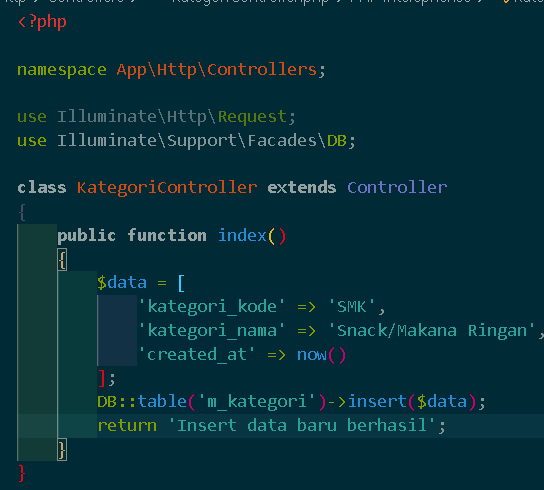 <?php
namespace App\Http\Controllers;
use Illuminate\Http\Request;
use Illuminate\Support\Facades\DB;
class KategoriController extends Controller
{
public function index()
{
$data = [
'kategori_kode' => 'SMK',
'kategori_nama' => 'Snack/Makana Ringan',
'created_at' => now()
];
DB::table('m_kategori')->insert($data);
return 'Insert data baru berhasil';
}
}